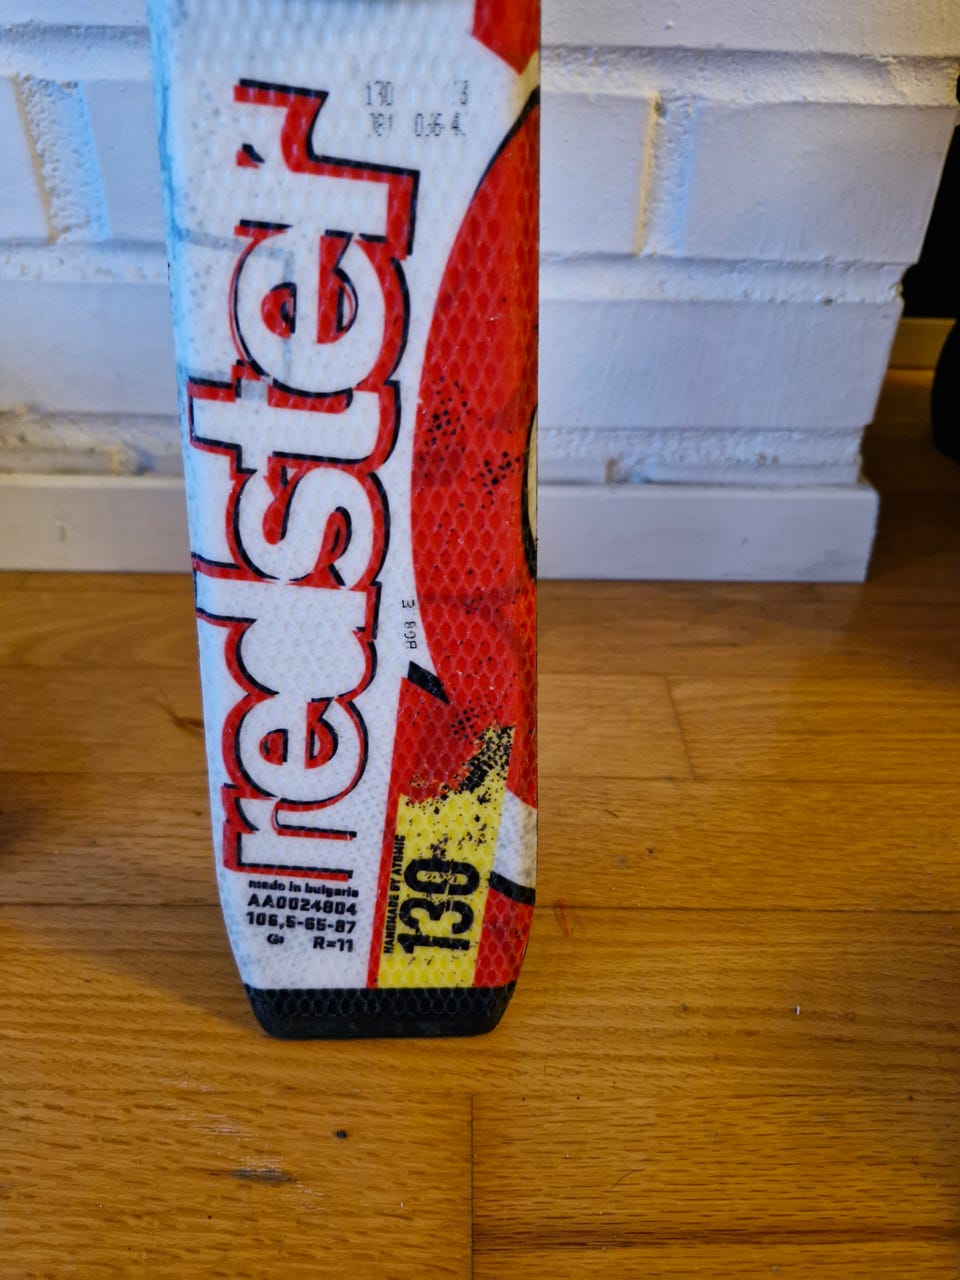 130
redster
made in bulgaria
AA0024804
106,5-65-87
R=11
HANDMADE BY ATOMIC
130